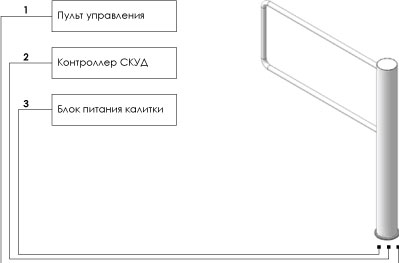 1
Пульт управления
2
Контроллер СКУД
3
Блок питания калитки